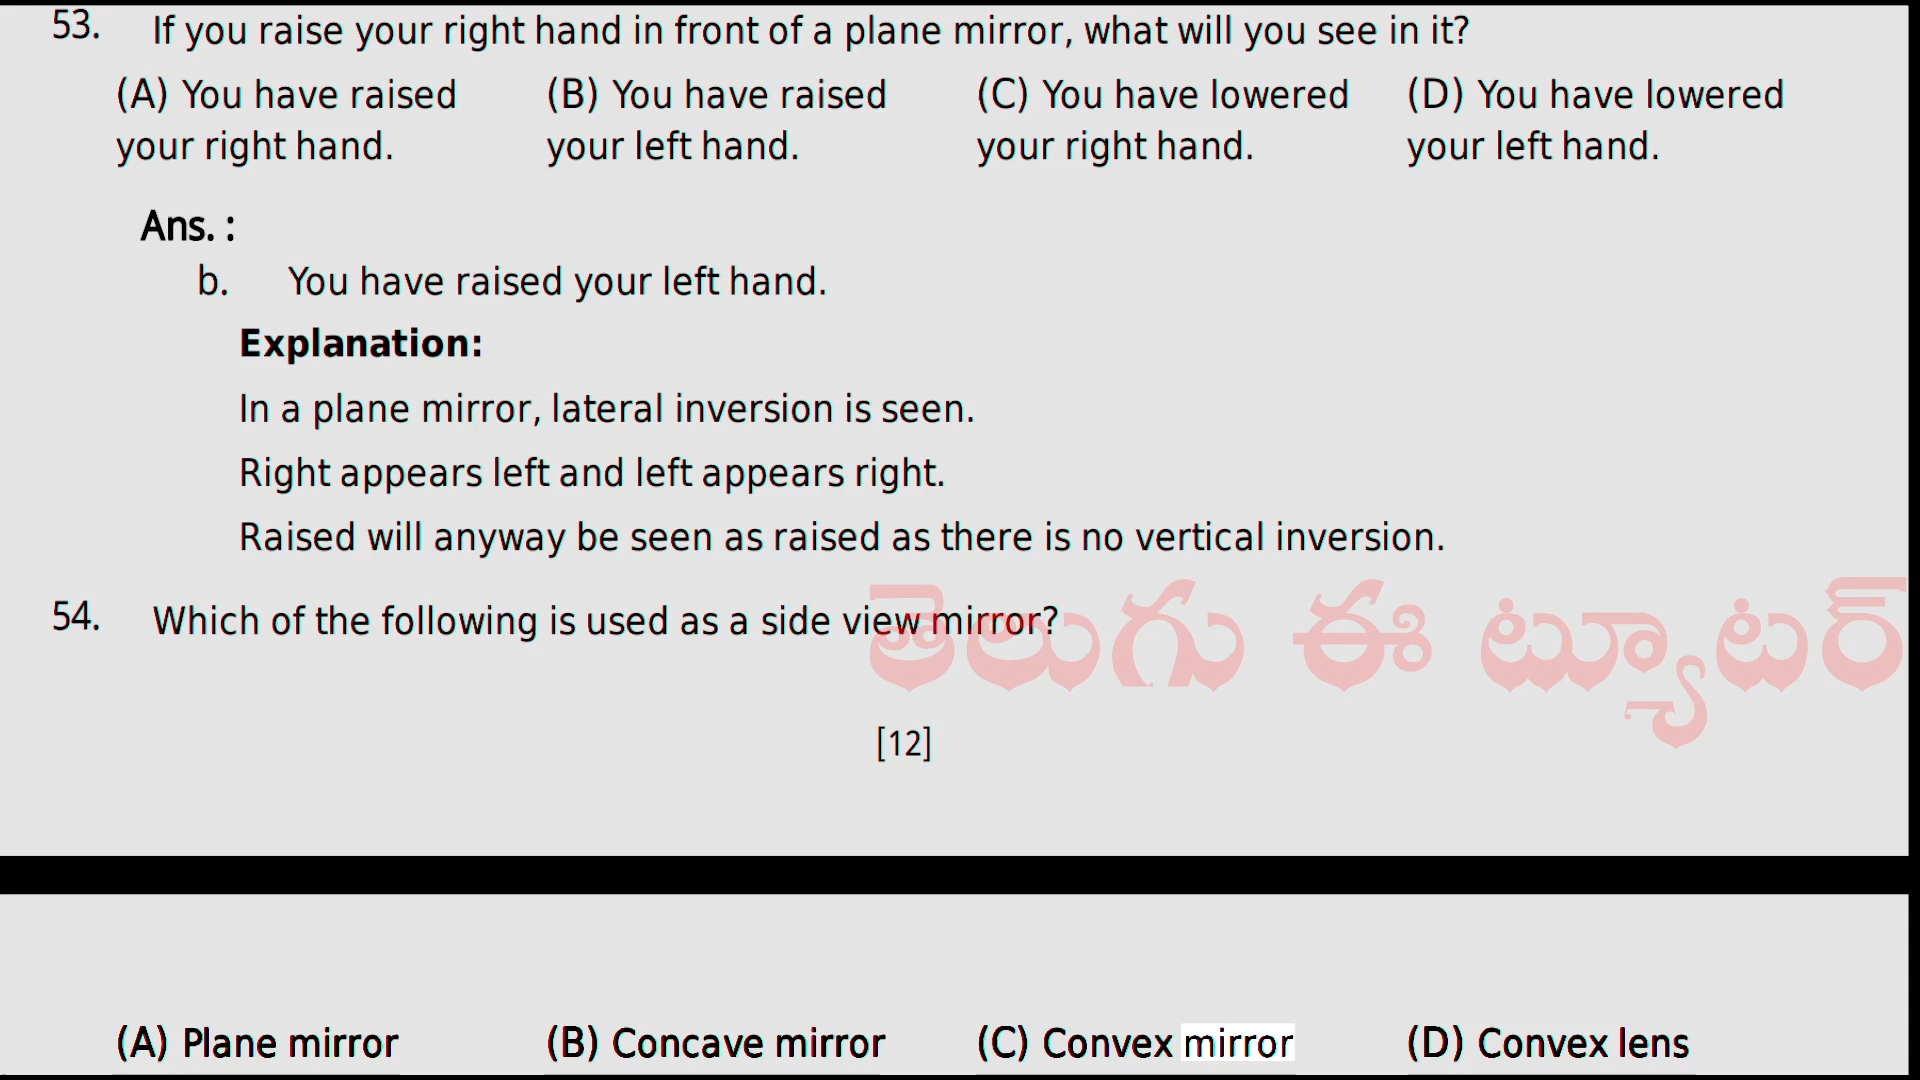 53. If you raise your right hand in front of a plane mirror, what will you see in it?
(A) You have raised your right hand.
(B) You have raised your left hand.
(C) You have lowered your right hand.
(D) You have lowered your left hand.
Ans. :
b. You have raised your left hand.
Explanation:
In a plane mirror, lateral inversion is seen.
Right appears left and left appears right.
Raised will anyway be seen as raised as there is no vertical inversion.
54. Which of the following is used as a side view mirror?
తెలుగు ఈ ట్యూటర్
[12]
(A) Plane mirror (B) Concave mirror (C) Convex mirror (D) Convex lens